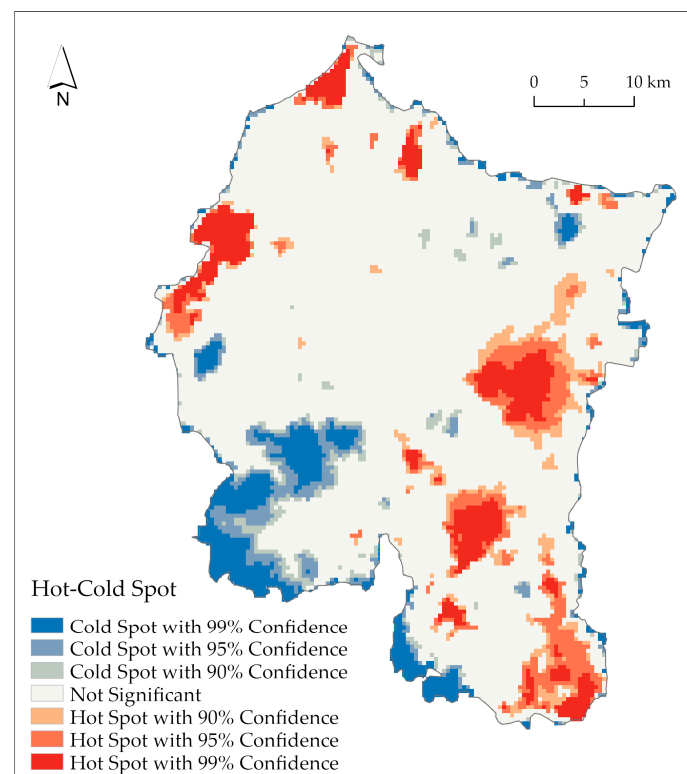 N
0 5 10 km
Hot-Cold Spot
Cold Spot with 99% Confidence
Cold Spot with 95% Confidence
Cold Spot with 90% Confidence
Not Significant
Hot Spot with 90% Confidence
Hot Spot with 95% Confidence
Hot Spot with 99% Confidence